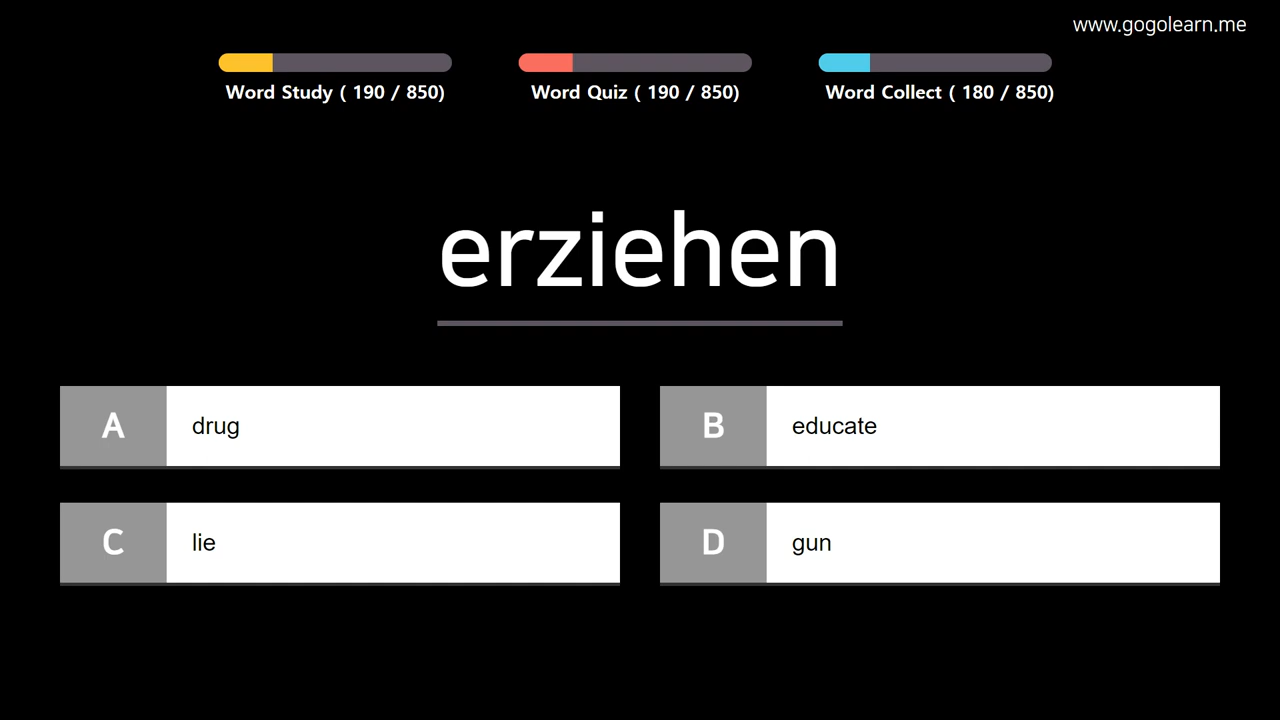 www.gogolearn.me
Word Study ( 190 / 850)
Word Quiz ( 190 / 850)
Word Collect ( 180 / 850)
erziehen
A drug
B educate
C lie
D gun